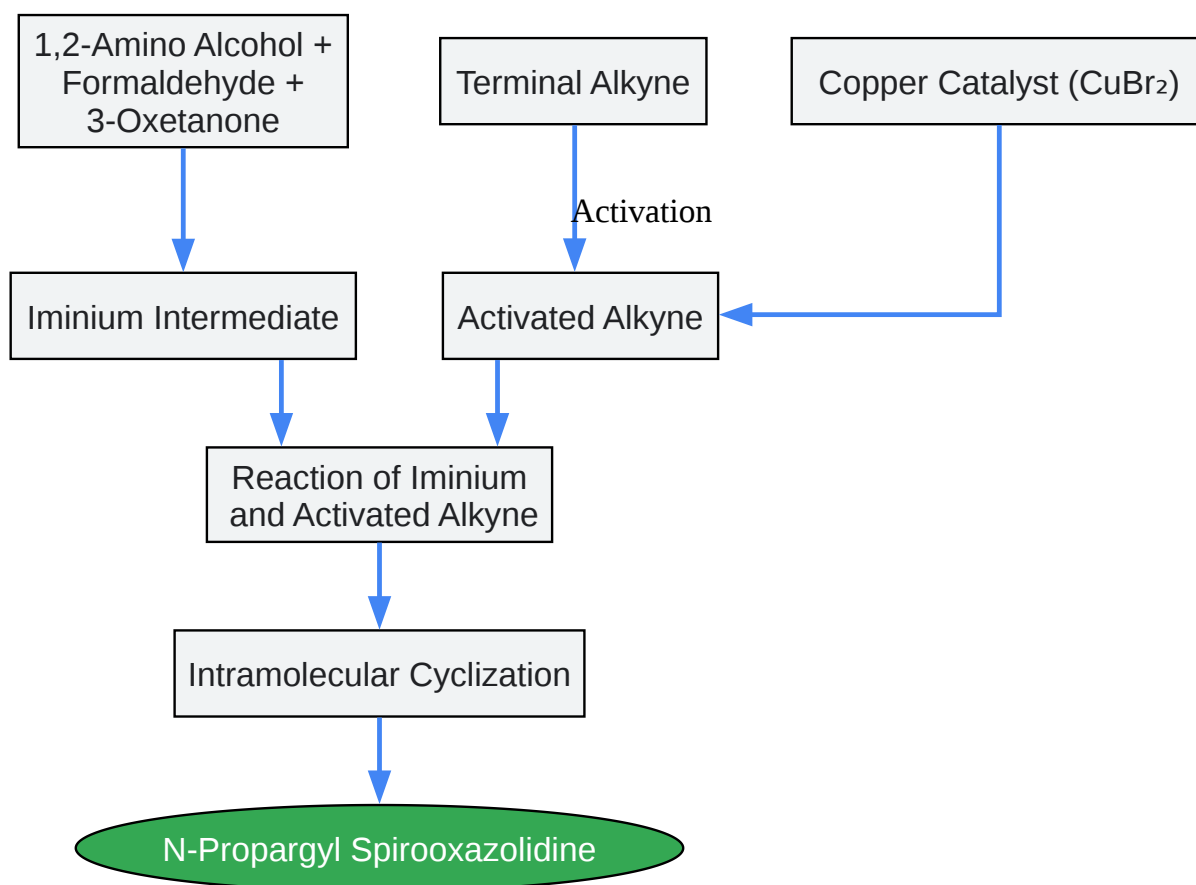 1,2-Amino Alcohol +
Formaldehyde +
3-Oxetanone
Terminal Alkyne
Copper Catalyst (CuBr₂)
Activation
Iminium Intermediate
Activated Alkyne
Reaction of Iminium
and Activated Alkyne
Intramolecular Cyclization
N-Propargyl Spirooxazolidine